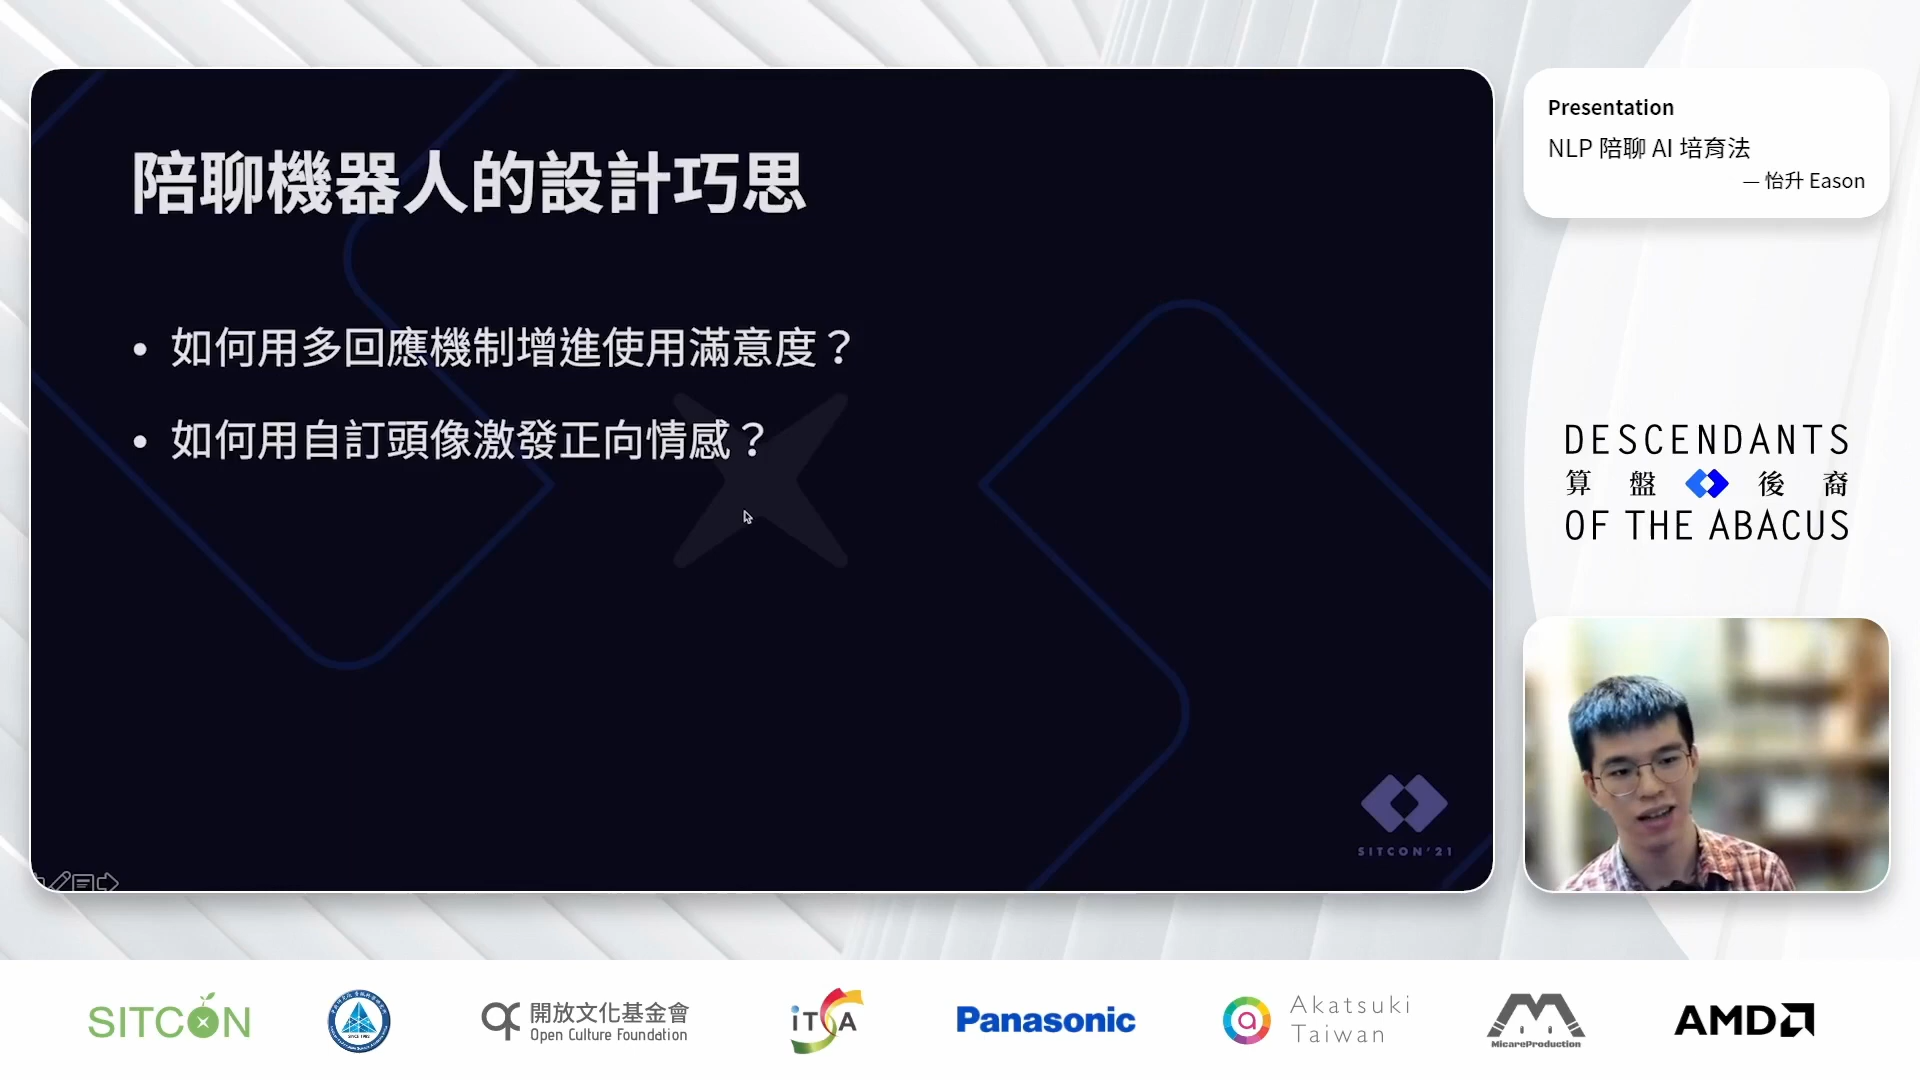 陪聊機器人的設計巧思
• 如何用多回應機制增進使用滿意度？
• 如何用自訂頭像激發正向情感？
SITCON'21
Presentation
NLP 陪聊 AI 培育法
— 怡升 Eason
DESCENDANTS
算盤後裔
OF THE ABACUS
SITCON
開放文化基金會
Open Culture Foundation
iTSA
Panasonic
Akatsuki
Taiwan
MicareProduction
AMD